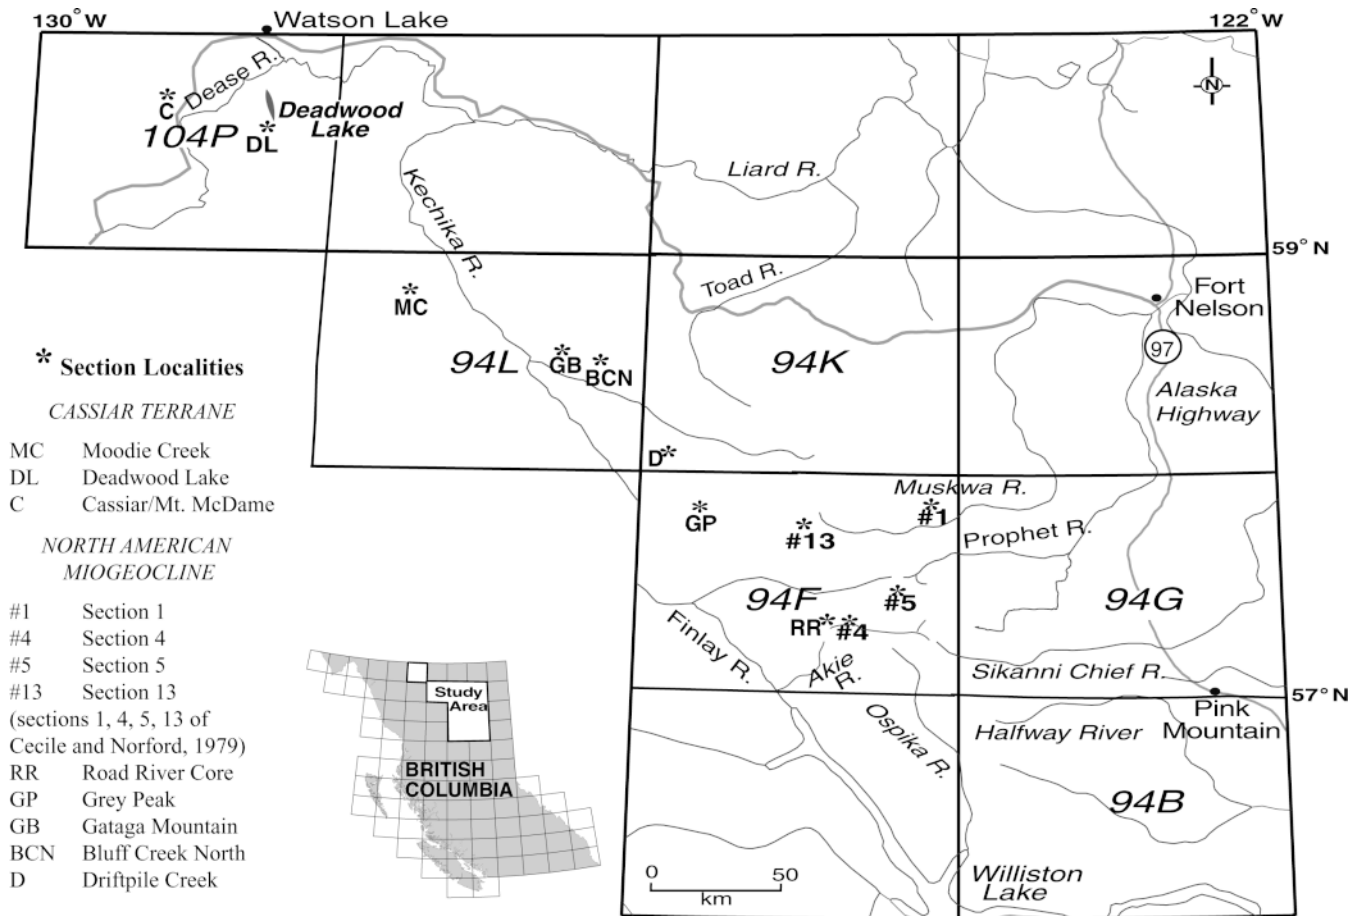 130° W
Watson Lake
122° W
Dease R.
N
C
Deadwood
Lake
104P
DL
Liard R.
Kechika R.
59° N
Toad R.
MC
Fort
Nelson
97
* Section Localities
94L
GB
BCN
94K
Alaska
Highway
CASSIAR TERRANE
MC Moodie Creek
DL Deadwood Lake
C Cassiar/Mt. McDame
D
Muskwa R.
GP
#13
#1
Prophet R.
NORTH AMERICAN
MIOGEOCLINE
#1 Section 1
#4 Section 4
#5 Section 5
#13 Section 13
(sections 1, 4, 5, 13 of
Cecile and Norford, 1979)
RR Road River Core
GP Grey Peak
GB Gataga Mountain
BCN Bluff Creek North
D Driftpile Creek
94F
#5
94G
RR
#4
Finlay R.
Akie
R.
Sikanni Chief R.
57° N
Pink
Mountain
Ospika R.
Halfway River
94B
Study
Area
BRITISH
COLUMBIA
0 50
km
Williston
Lake